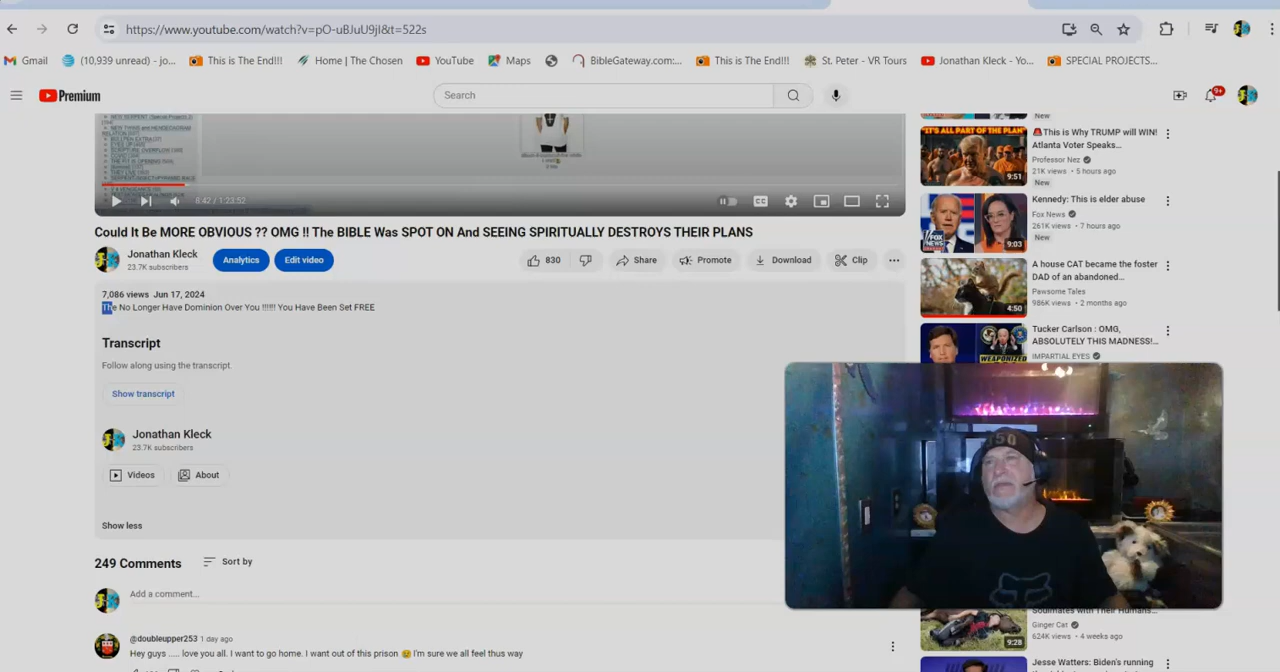 https://www.youtube.com/watch?v=pO-uBJuU9jI&t=522s
Gmail
(10,939 unread) - jo...
This is The End!!!
Home | The Chosen
YouTube
Maps
BibleGateway.com:...
This is The End!!!
St. Peter - VR Tours
Jonathan Kleck - Yo...
SPECIAL PROJECTS...
Premium
Search
9+
8:42 / 1:23:52
CC
Could It Be MORE OBVIOUS ?? OMG !! The BIBLE Was SPOT ON And SEEING SPIRITUALLY DESTROYS THEIR PLANS
Jonathan Kleck
23.7K subscribers
Analytics
Edit video
830
Share
Promote
Download
Clip
7,086 views Jun 17, 2024
The No Longer Have Dominion Over You !!!!!! You Have Been Set FREE
Transcript
Follow along using the transcript.
Show transcript
Jonathan Kleck
23.7K subscribers
Videos
About
Show less
249 Comments
Sort by
Add a comment...
@doubleupper253 1 day ago
Hey guys ..... love you all. I want to go home. I want out of this prison 😢 I'm sure we all feel thus way
New
"IT'S ALL PART OF THE PLAN"
9:51
🚨This is Why TRUMP will WIN!
Atlanta Voter Speaks...
Professor Nez
21K views • 5 hours ago
New
FOX NEWS
9:03
Kennedy: This is elder abuse
Fox News
261K views • 7 hours ago
New
4:50
A house CAT became the foster
DAD of an abandoned...
Pawsome Tales
986K views • 2 months ago
WEAPONIZED
Tucker Carlson : OMG,
ABSOLUTELY THIS MADNESS!...
IMPARTIAL EYES
9:28
Soulmates with Their Humans...
Ginger Cat
624K views • 4 weeks ago
Jesse Watters: Biden's running